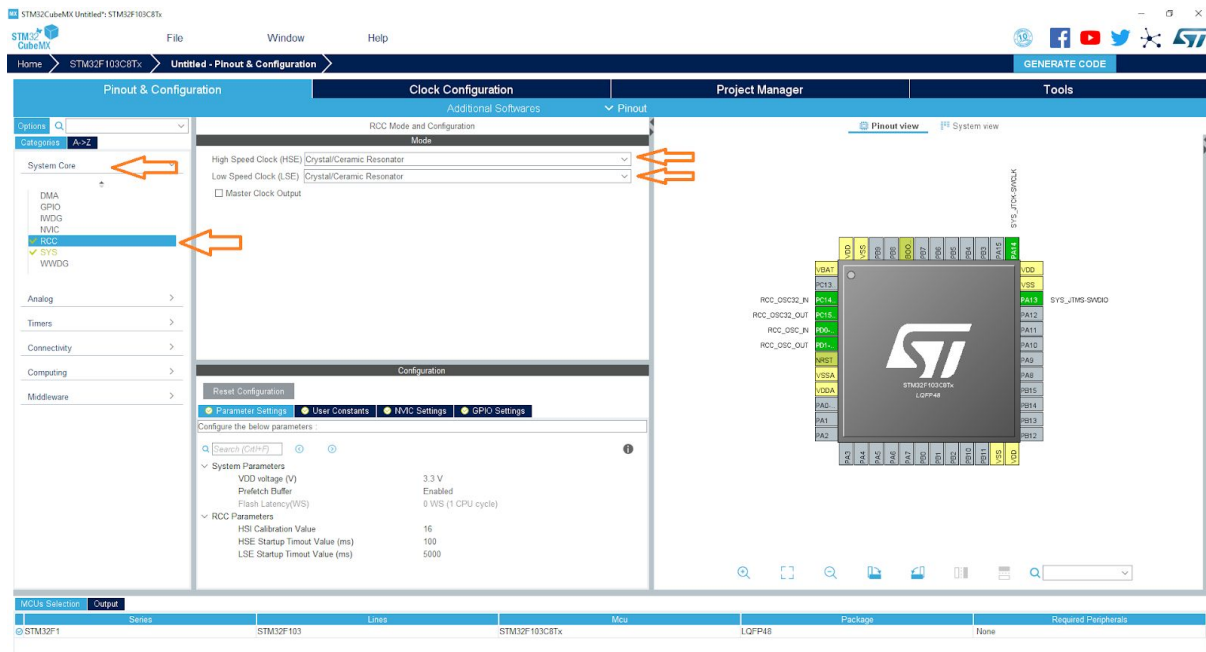 MX STM32CubeMX Untitled*: STM32F103C8Tx
STM32 CubeMX
File Window Help
10
Home STM32F103C8Tx Untitled - Pinout & Configuration GENERATE CODE
Pinout & Configuration Clock Configuration Project Manager Tools
Additional Softwares Pinout
Options
Categories A->Z
System Core
DMA
GPIO
IWDG
NVIC
RCC
SYS
WWDG
Analog
Timers
Connectivity
Computing
Middleware
RCC Mode and Configuration
Mode
High Speed Clock (HSE) Crystal/Ceramic Resonator
Low Speed Clock (LSE) Crystal/Ceramic Resonator
Master Clock Output
Configuration
Reset Configuration
Parameter Settings User Constants NVIC Settings GPIO Settings
Configure the below parameters :
Search (Ctrl+F)
System Parameters
VDD voltage (V) 3.3 V
Prefetch Buffer Enabled
Flash Latency(WS) 0 WS (1 CPU cycle)
RCC Parameters
HSI Calibration Value 16
HSE Startup Timout Value (ms) 100
LSE Startup Timout Value (ms) 5000
Pinout view System view
SYS_JTCK-SWCLK
VDD VSS PB9 PB8 BOO PB7 PB6 PB5 PB4 PB3 PA15 PA14
VBAT
PC13.
RCC_OSC32_IN PC14.
RCC_OSC32_OUT PC15.
RCC_OSC_IN PD0-.
RCC_OSC_OUT PD1-.
NRST
VSSA
VDDA
PA0-.
PA1
PA2
VDD
VSS
PA13 SYS_JTMS-SWDIO
PA12
PA11
PA10
PA9
PA8
PB15
PB14
PB13
PB12
STM32F103C8Tx
LQFP48
PA3 PA4 PA5 PA6 PA7 PB0 PB1 PB2 PB10 PB11 VSS VDD
MCUs Selection Output
Series Lines Mcu Package Required Peripherals
STM32F1 STM32F103 STM32F103C8Tx LQFP48 None